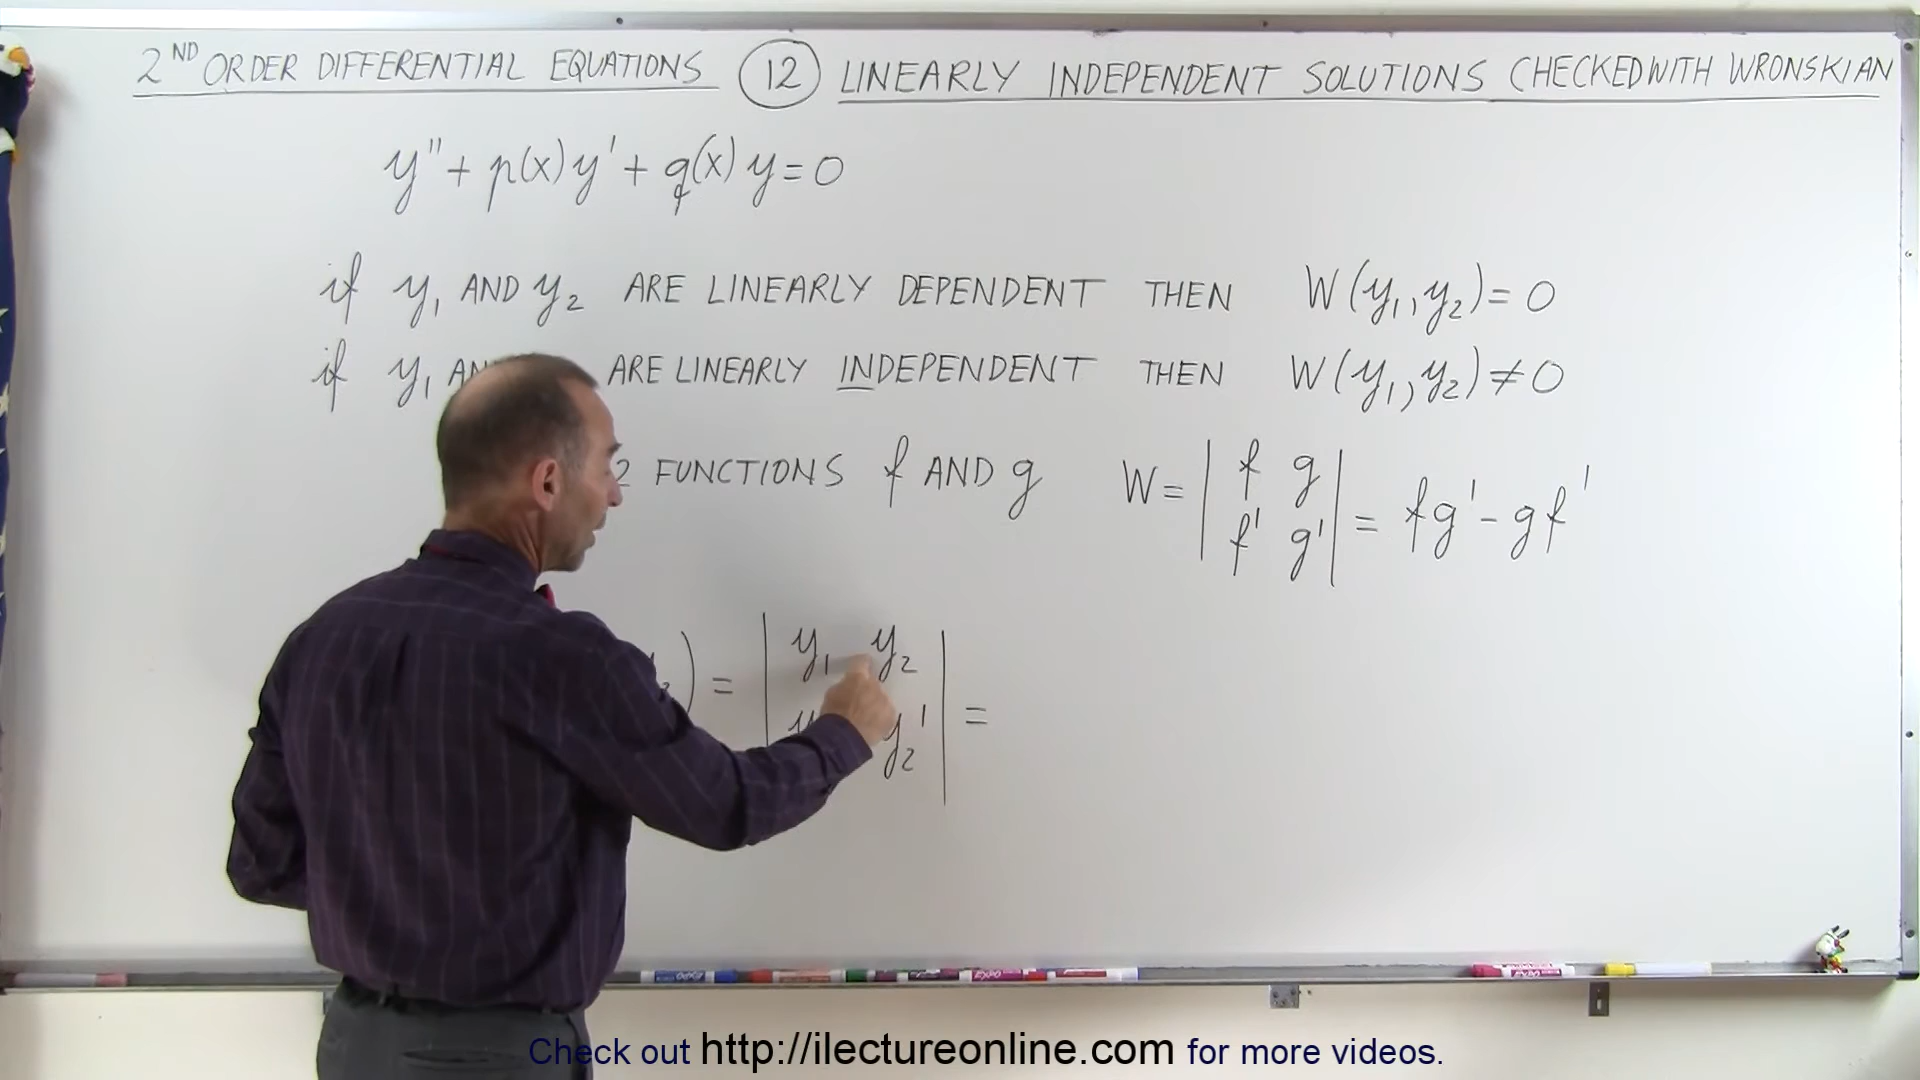 2ND ORDER DIFFERENTIAL EQUATIONS 12 LINEARLY INDEPENDENT SOLUTIONS CHECKED WITH WRONSKIAN
y'' + p(x)y' + q(x)y = 0
if y₁ AND y₂ ARE LINEARLY DEPENDENT THEN W(y₁, y₂) = 0
if y₁ ARE LINEARLY INDEPENDENT THEN W(y₁, y₂) ≠ 0
2 FUNCTIONS f AND g W = | f g | = fg' - gf'
| f' g' |
) = | y₁ y₂ | =
y₂' |
EXPO
Check out http://ilectureonline.com for more videos.